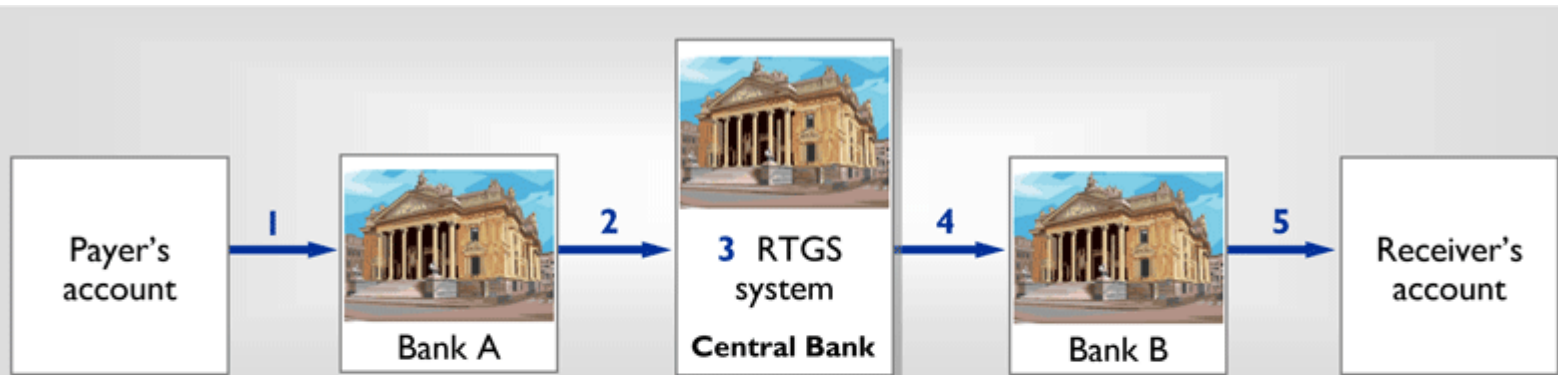 Payer's
account
1
Bank A
2
3 RTGS
system
Central Bank
4
Bank B
5
Receiver's
account